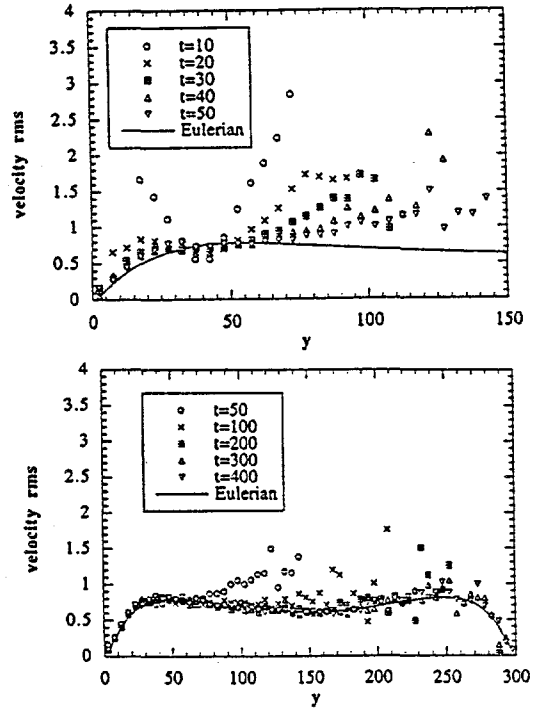 4
3.5
3
2.5
2
1.5
1
0.5
0
velocity rms
t=10
t=20
t=30
t=40
t=50
Eulerian
0 50 100 150
y
4
3.5
3
2.5
2
1.5
1
0.5
0
velocity rms
t=50
t=100
t=200
t=300
t=400
Eulerian
0 50 100 150 200 250 300
y